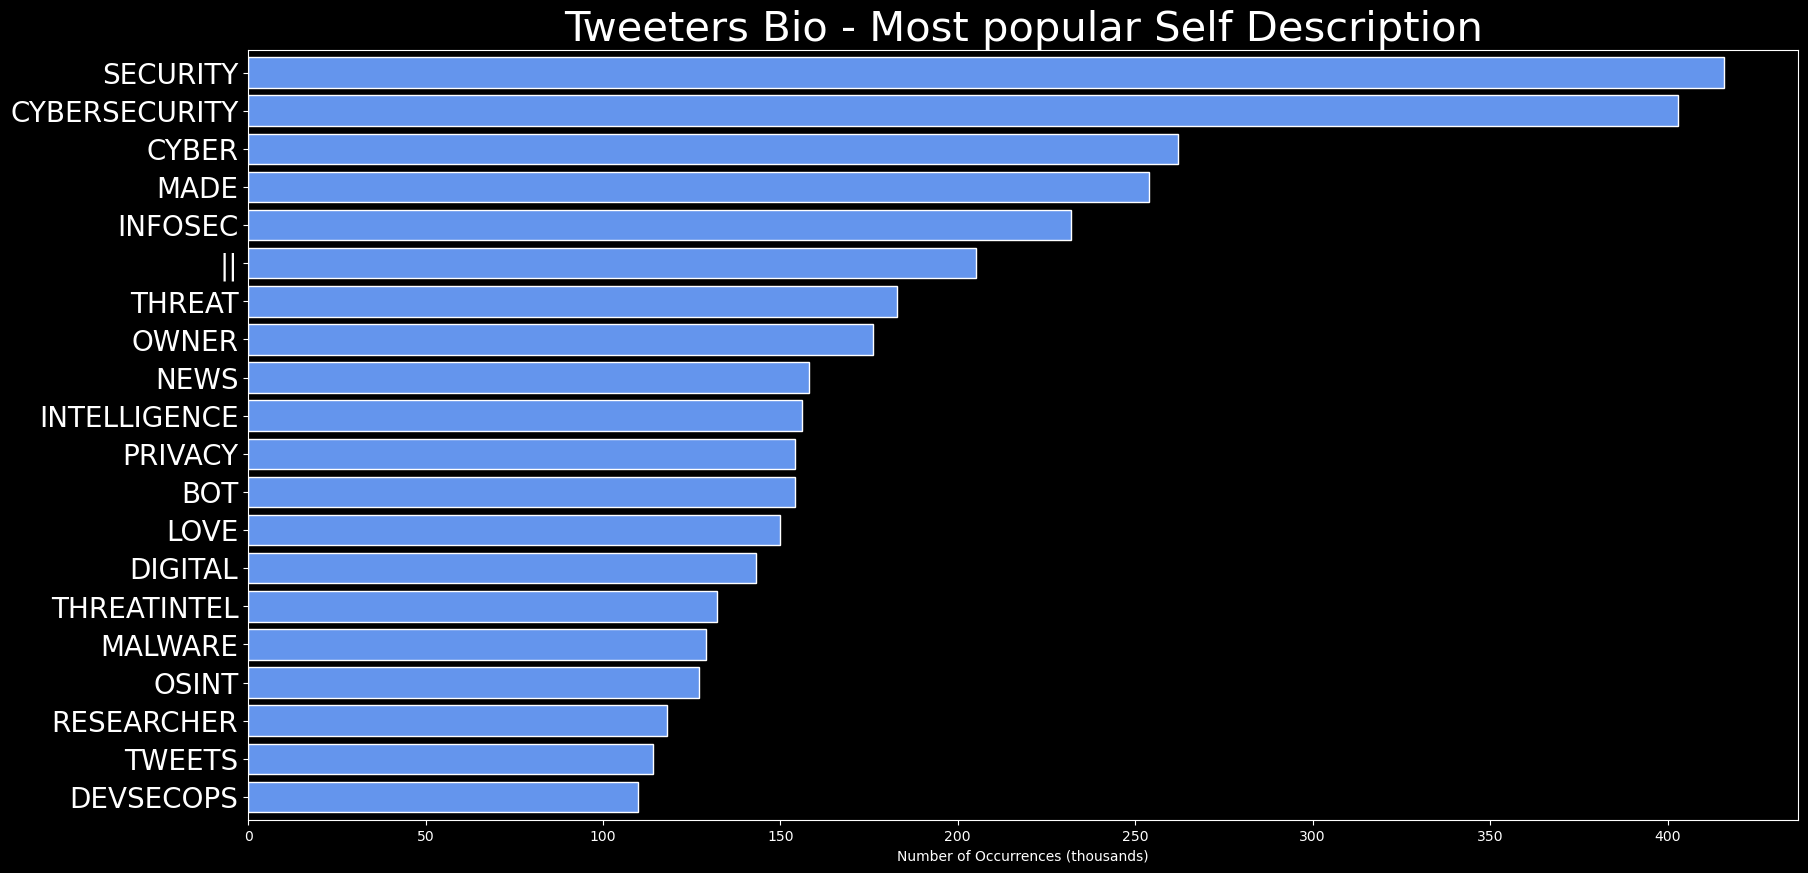 Tweeters Bio - Most popular Self Description
SECURITY
CYBERSECURITY
CYBER
MADE
INFOSEC
||
THREAT
OWNER
NEWS
INTELLIGENCE
PRIVACY
BOT
LOVE
DIGITAL
THREATINTEL
MALWARE
OSINT
RESEARCHER
TWEETS
DEVSECOPS
0 50 100 150 200 250 300 350 400
Number of Occurrences (thousands)